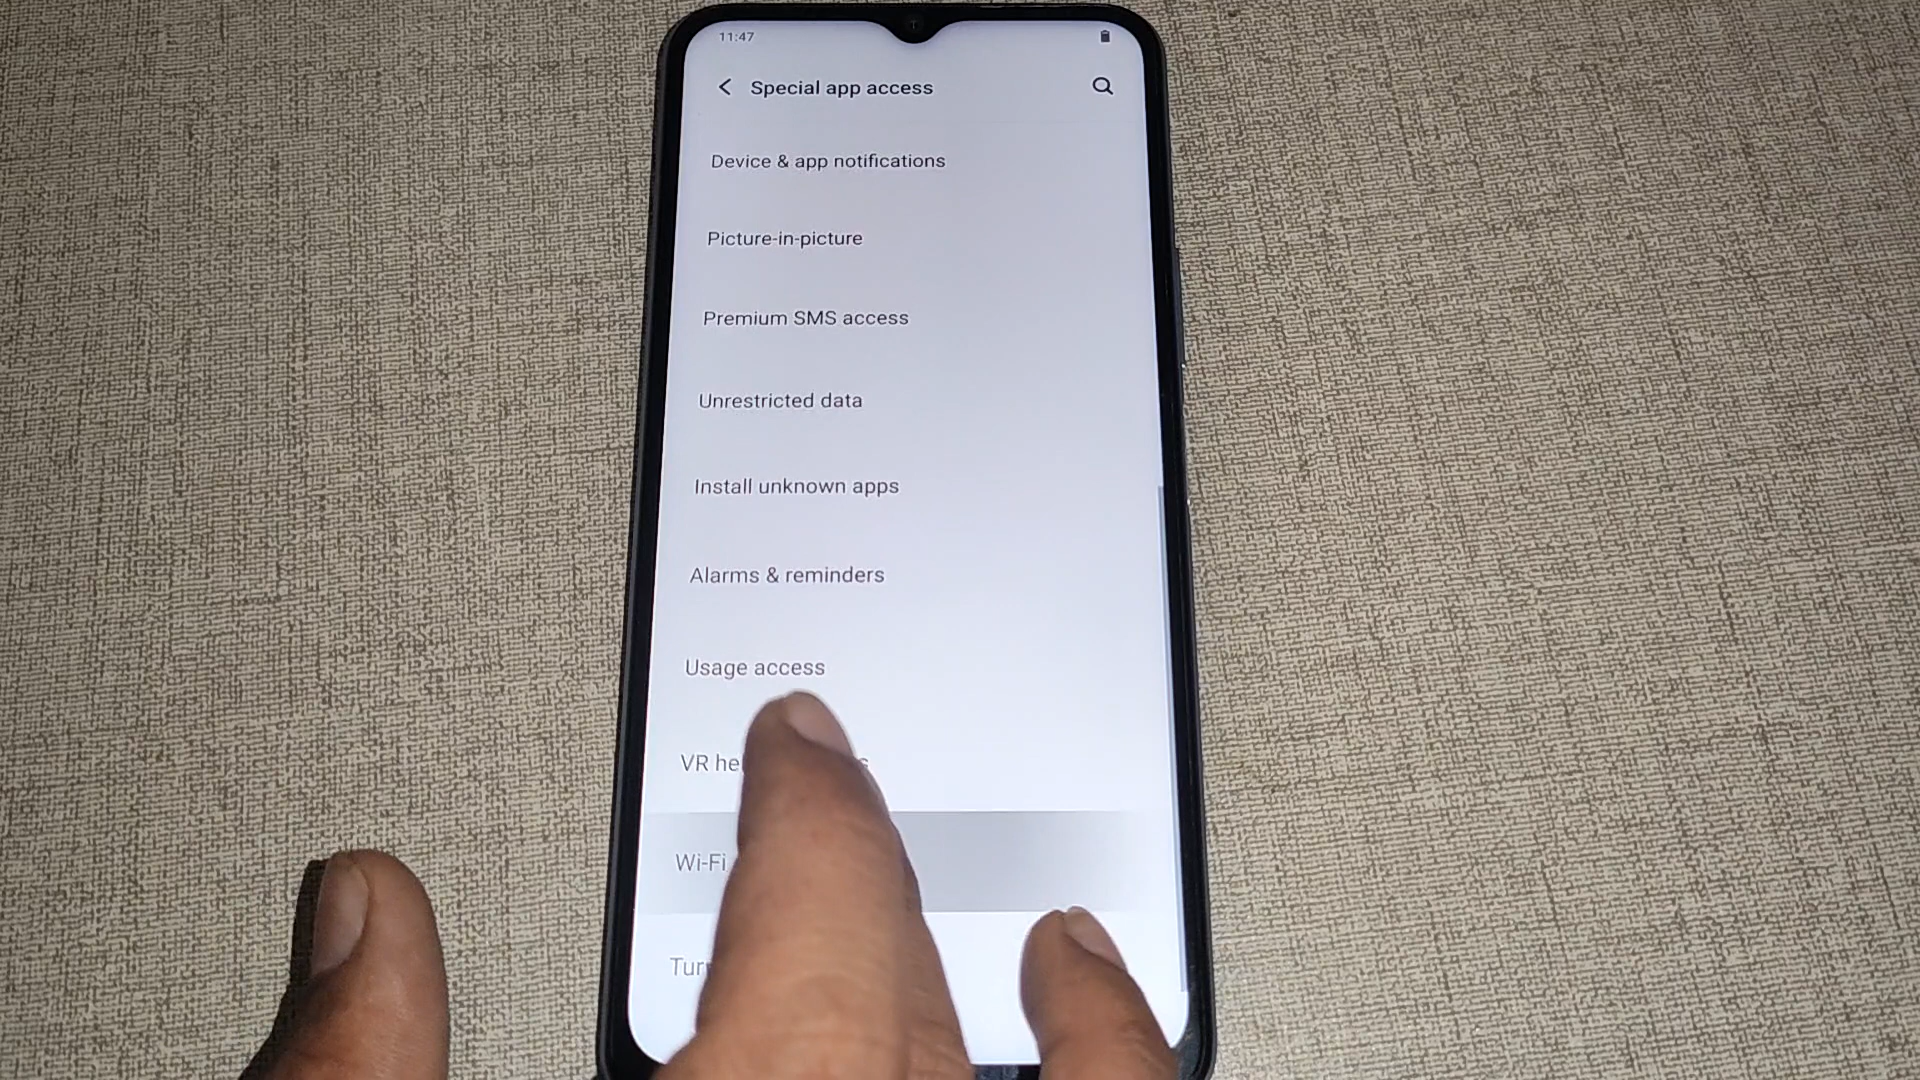 11:47
Special app access
Device & app notifications
Picture-in-picture
Premium SMS access
Unrestricted data
Install unknown apps
Alarms & reminders
Usage access
VR
Wi-Fi